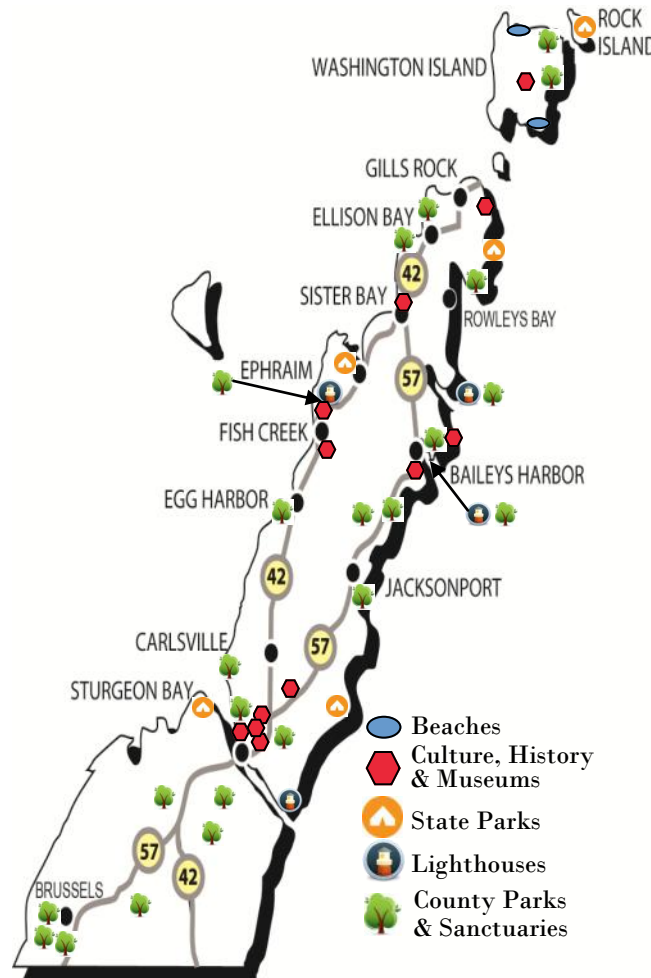 ROCK
ISLAND
WASHINGTON ISLAND
GILLS ROCK
ELLISON BAY
42
SISTER BAY
ROWLEYS BAY
EPHRAIM
57
FISH CREEK
BAILEYS HARBOR
EGG HARBOR
42
JACKSONPORT
57
CARLSVILLE
STURGEON BAY
Beaches
Culture, History
& Museums
State Parks
Lighthouses
County Parks
& Sanctuaries
57
42
BRUSSELS